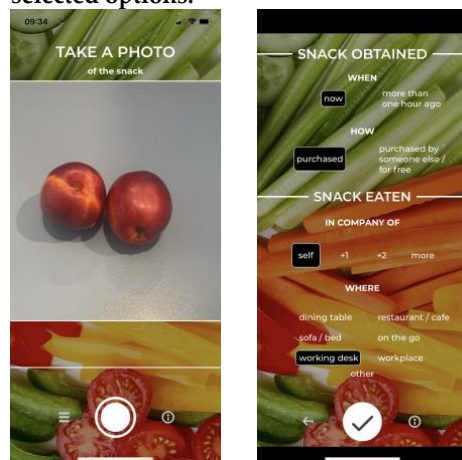 selected options.
09:34
TAKE A PHOTO
of the snack
SNACK OBTAINED
WHEN
now
more than
one hour ago
HOW
purchased
purchased by
someone else /
for free
SNACK EATEN
IN COMPANY OF
self +1 +2 more
WHERE
dining table restaurant / cafe
sofa / bed on the go
working desk workplace
other